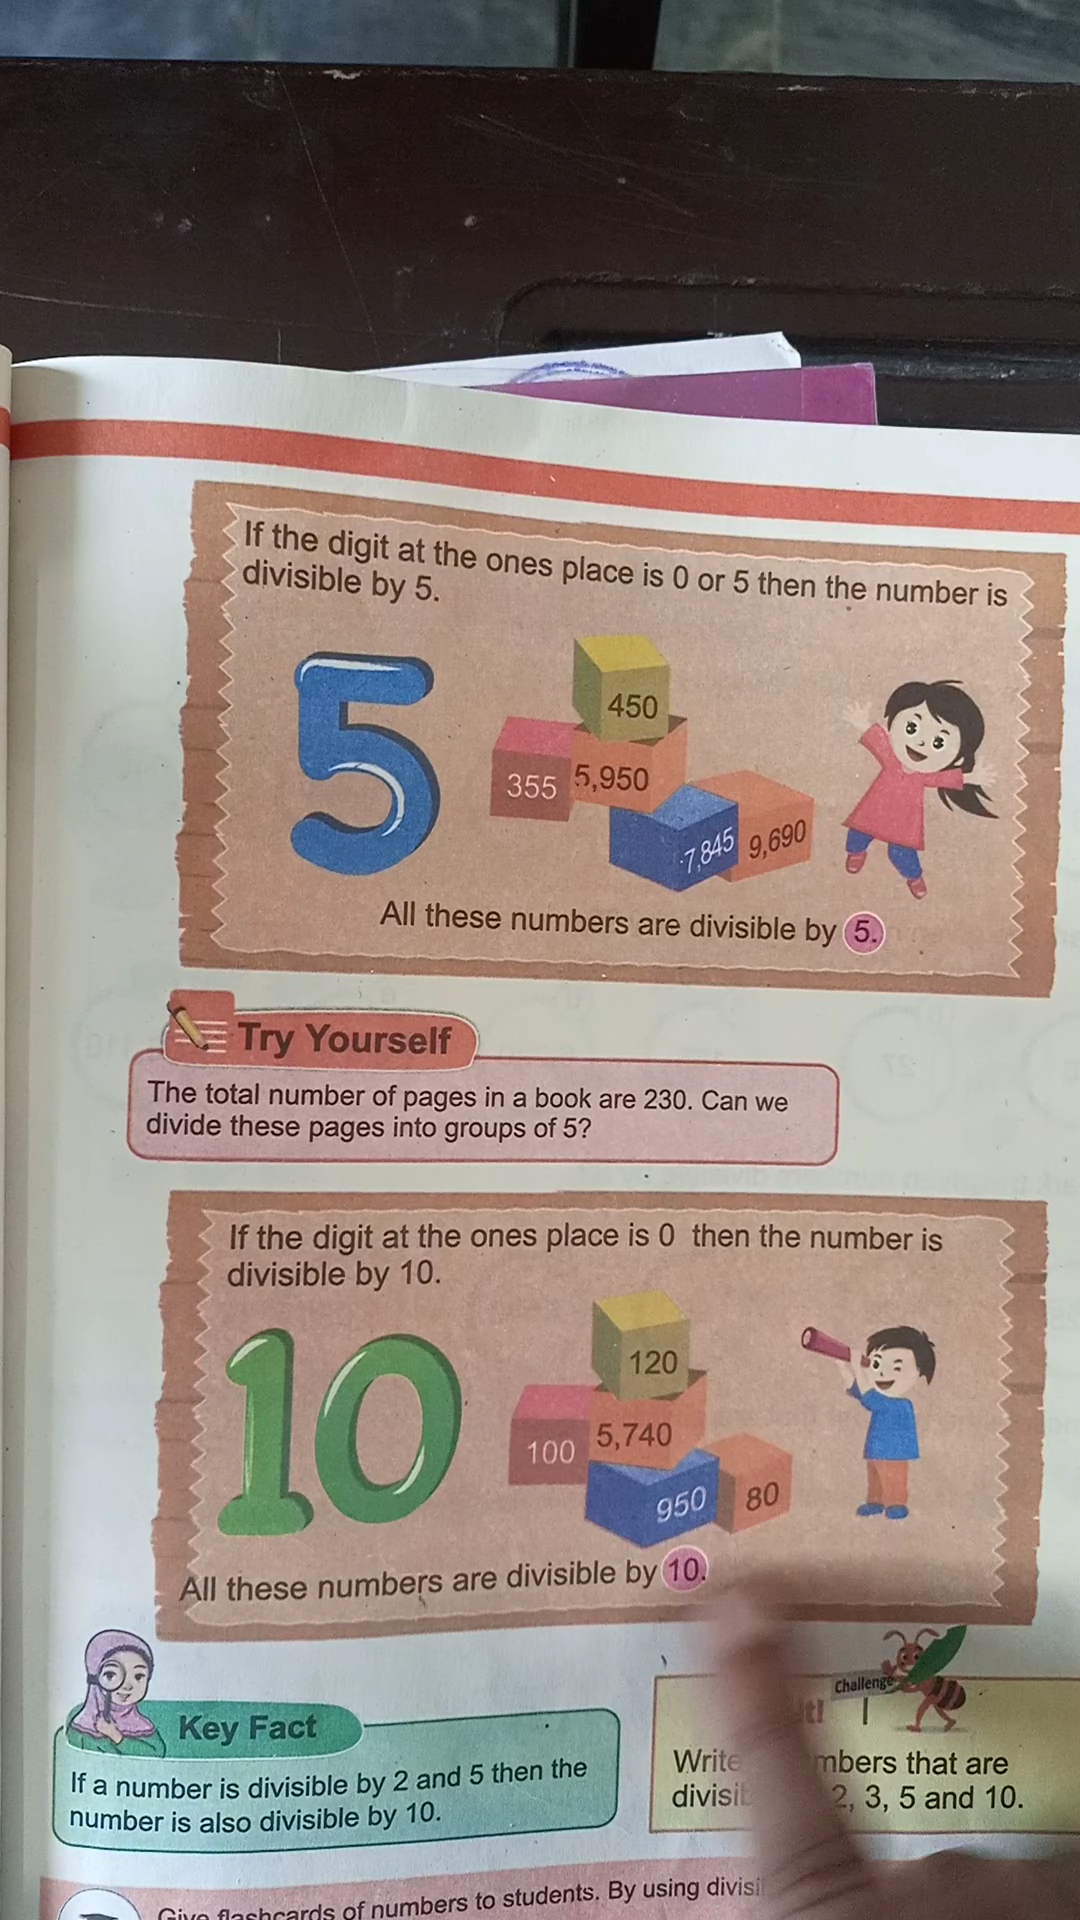 If the digit at the ones place is 0 or 5 then the number is
divisible by 5.
5
450
355
5,950
7,845
9,690
All these numbers are divisible by 5.
Try Yourself
The total number of pages in a book are 230. Can we
divide these pages into groups of 5?
If the digit at the ones place is 0 then the number is
divisible by 10.
10
120
100
5,740
950
80
All these numbers are divisible by 10.
Key Fact
If a number is divisible by 2 and 5 then the
number is also divisible by 10.
Challenge
It!
Write
that are
2, 3, 5 and 10.
Give flashcards of numbers to students. By using